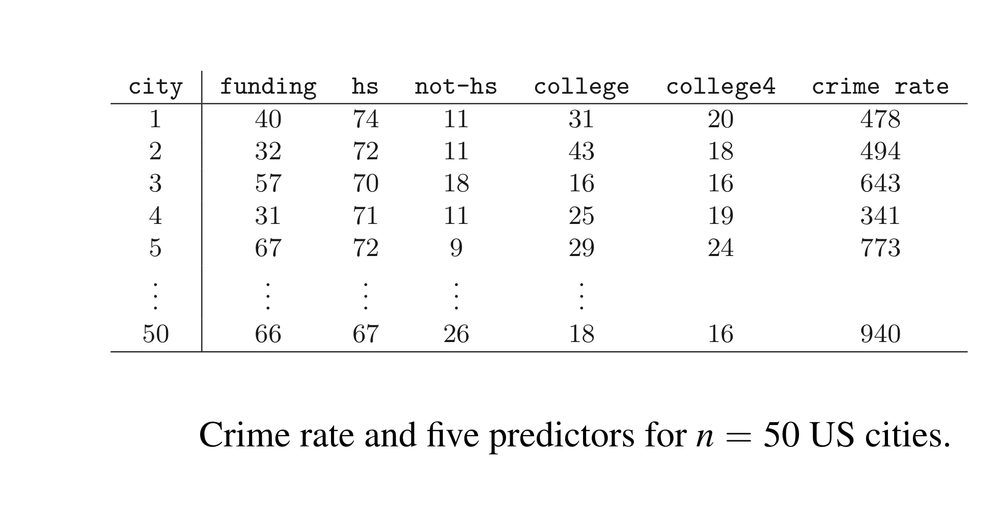 city funding hs not-hs college college4 crime rate
1 40 74 11 31 20 478
2 32 72 11 43 18 494
3 57 70 18 16 16 643
4 31 71 11 25 19 341
5 67 72 9 29 24 773
⋮ ⋮ ⋮ ⋮ ⋮
50 66 67 26 18 16 940
Crime rate and five predictors for n = 50 US cities.